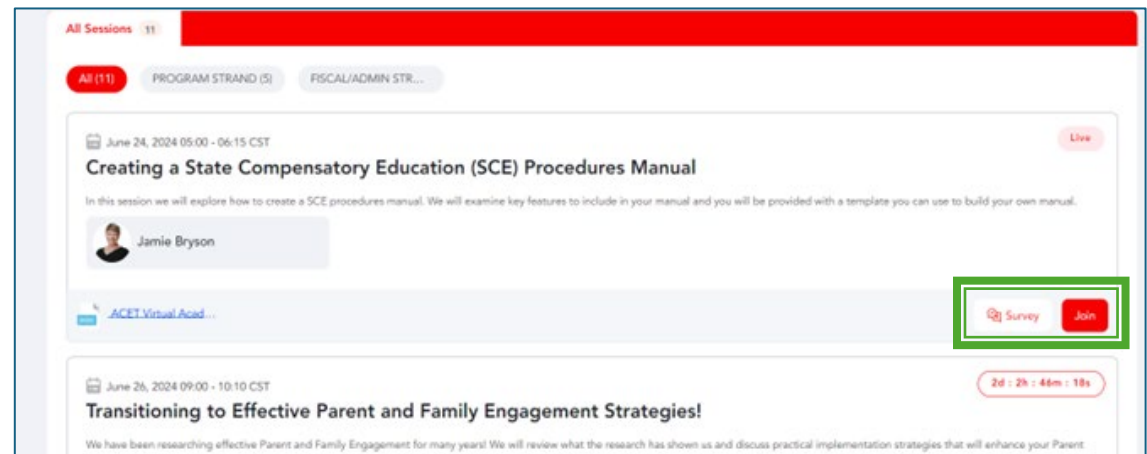 All Sessions 11
All (11) PROGRAM STRAND (5) FISCAL/ADMIN STR...
June 24, 2024 05:00 - 06:15 CST
Live
Creating a State Compensatory Education (SCE) Procedures Manual
In this session we will explore how to create a SCE procedures manual. We will examine key features to include in your manual and you will be provided with a template you can use to build your own manual.
Jamie Bryson
ACET Virtual Acad...
Survey Join
June 26, 2024 09:00 - 10:10 CST
2d : 2h : 46m : 18s
Transitioning to Effective Parent and Family Engagement Strategies!
We have been researching effective Parent and Family Engagement for many years! We will review what the research has shown us and discuss practical implementation strategies that will enhance your Parent